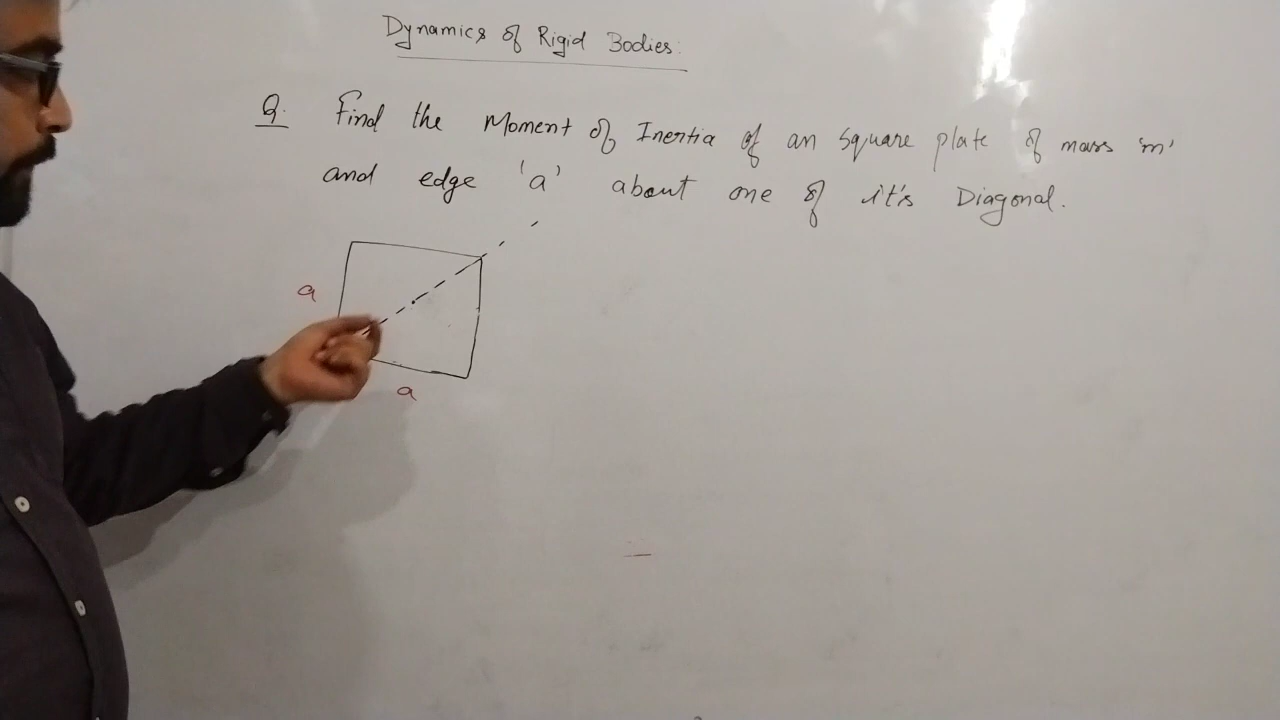 Dynamics of Rigid Bodies:
Q. Find the Moment of Inertia of an square plate of mass 'm'
and edge 'a' about one of it's Diagonal.
a
a